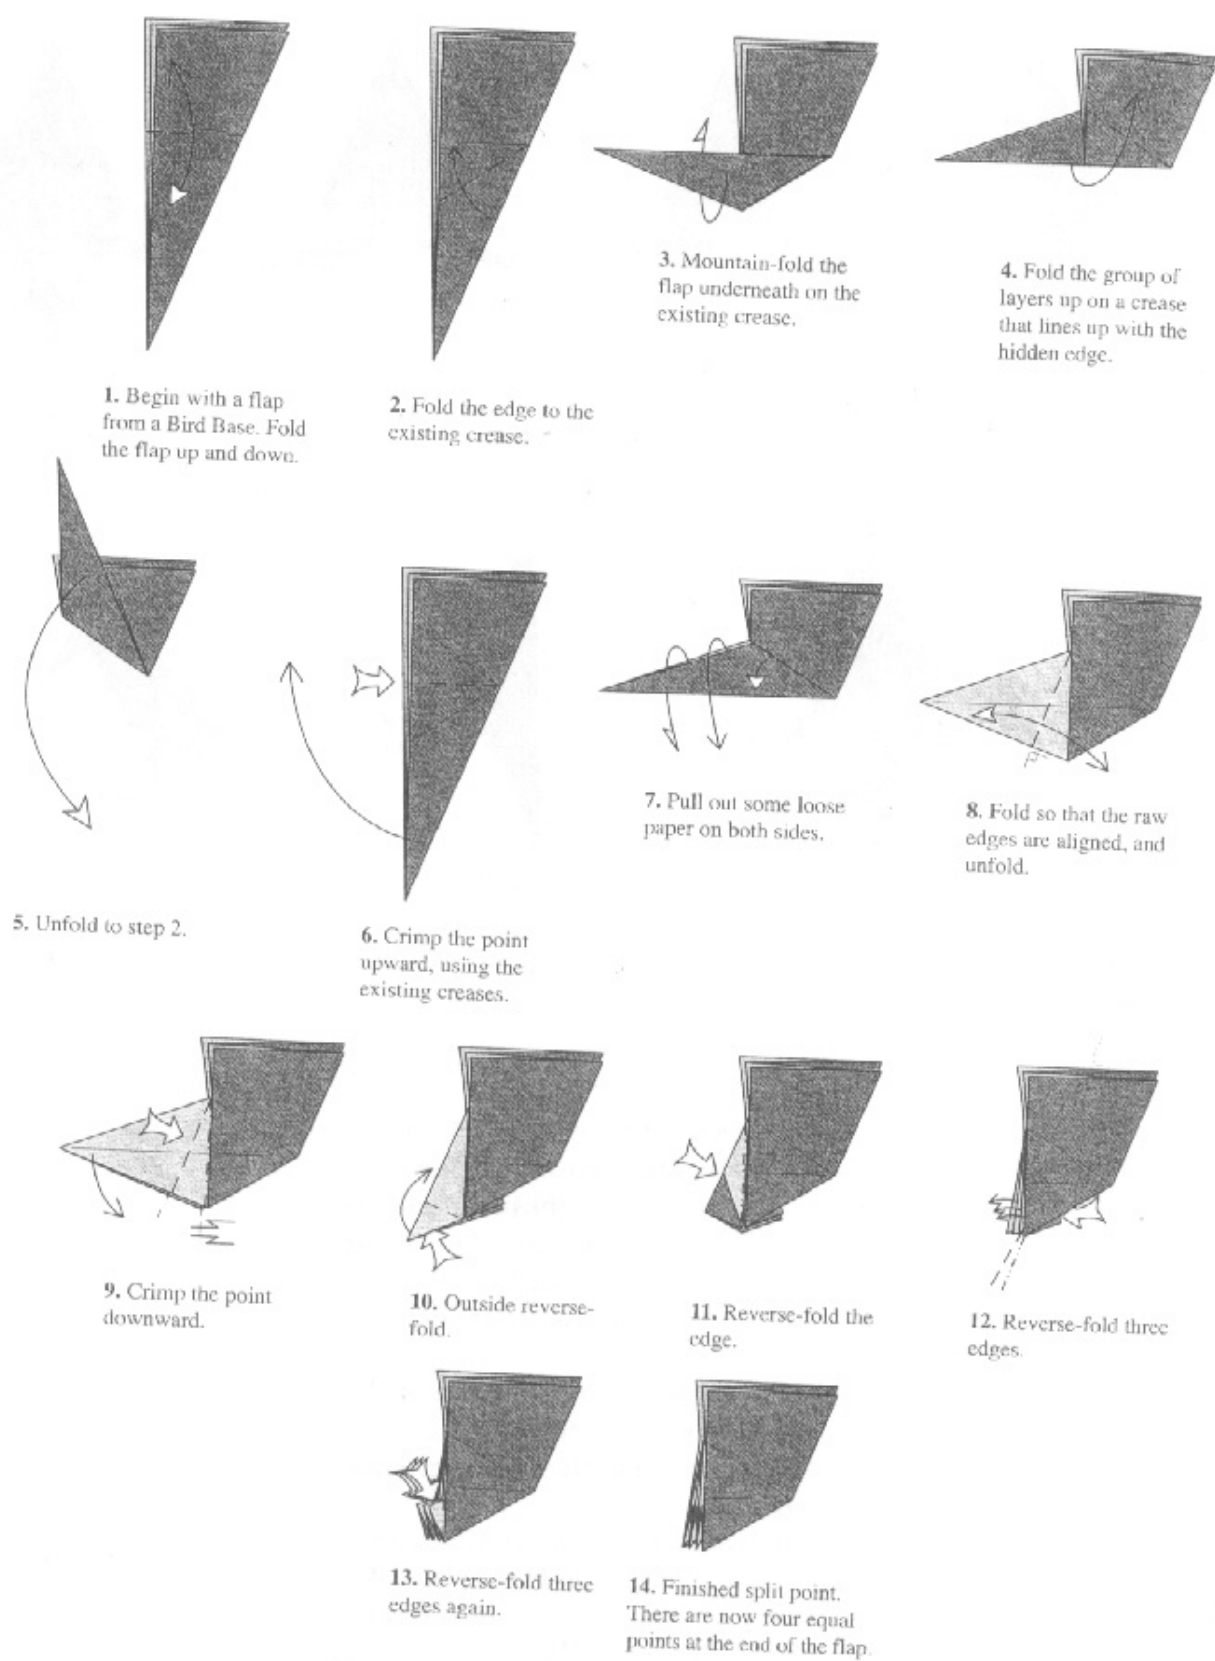 1. Begin with a flap
from a Bird Base. Fold
the flap up and down.
2. Fold the edge to the
existing crease.
3. Mountain-fold the
flap underneath on the
existing crease.
4. Fold the group of
layers up on a crease
that lines up with the
hidden edge.
5. Unfold to step 2.
6. Crimp the point
upward, using the
existing creases.
7. Pull out some loose
paper on both sides.
8. Fold so that the raw
edges are aligned, and
unfold.
9. Crimp the point
downward.
10. Outside reverse-
fold.
11. Reverse-fold the
edge.
12. Reverse-fold three
edges.
13. Reverse-fold three
edges again.
14. Finished split point.
There are now four equal
points at the end of the flap.